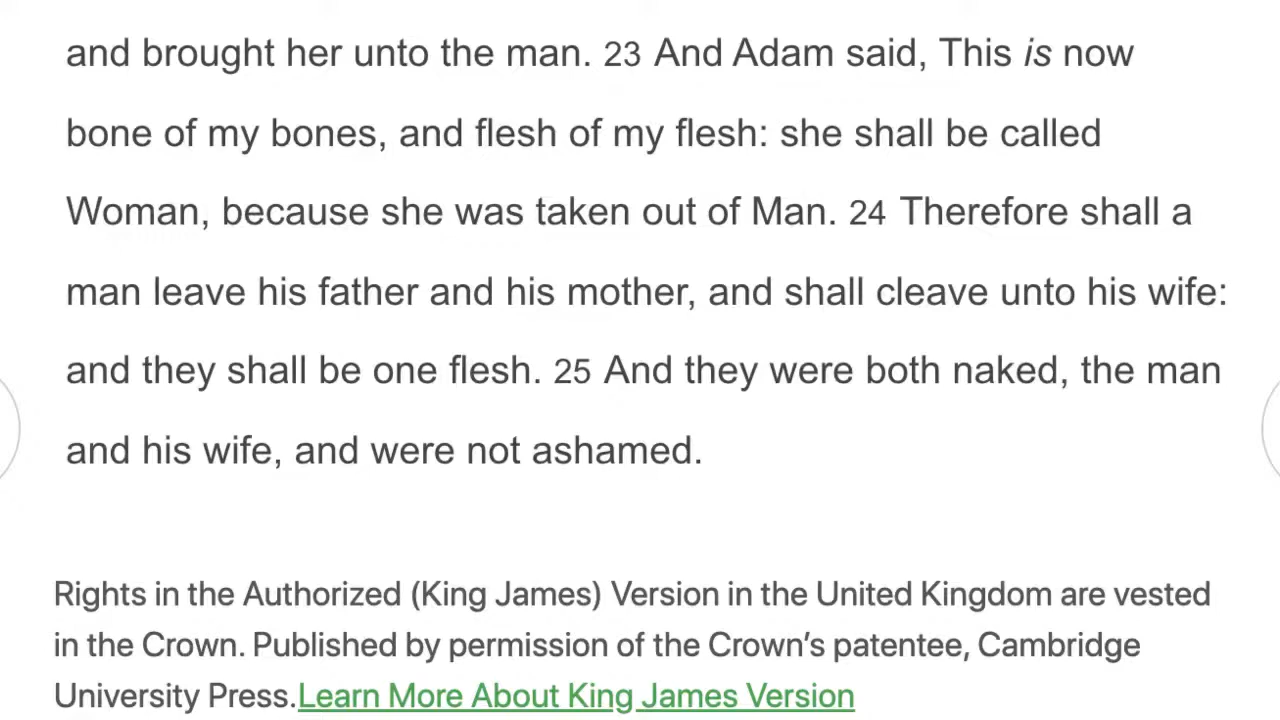 and brought her unto the man. 23 And Adam said, This is now
bone of my bones, and flesh of my flesh: she shall be called
Woman, because she was taken out of Man. 24 Therefore shall a
man leave his father and his mother, and shall cleave unto his wife:
and they shall be one flesh. 25 And they were both naked, the man
and his wife, and were not ashamed.
Rights in the Authorized (King James) Version in the United Kingdom are vested
in the Crown. Published by permission of the Crown’s patentee, Cambridge
University Press.Learn More About King James Version